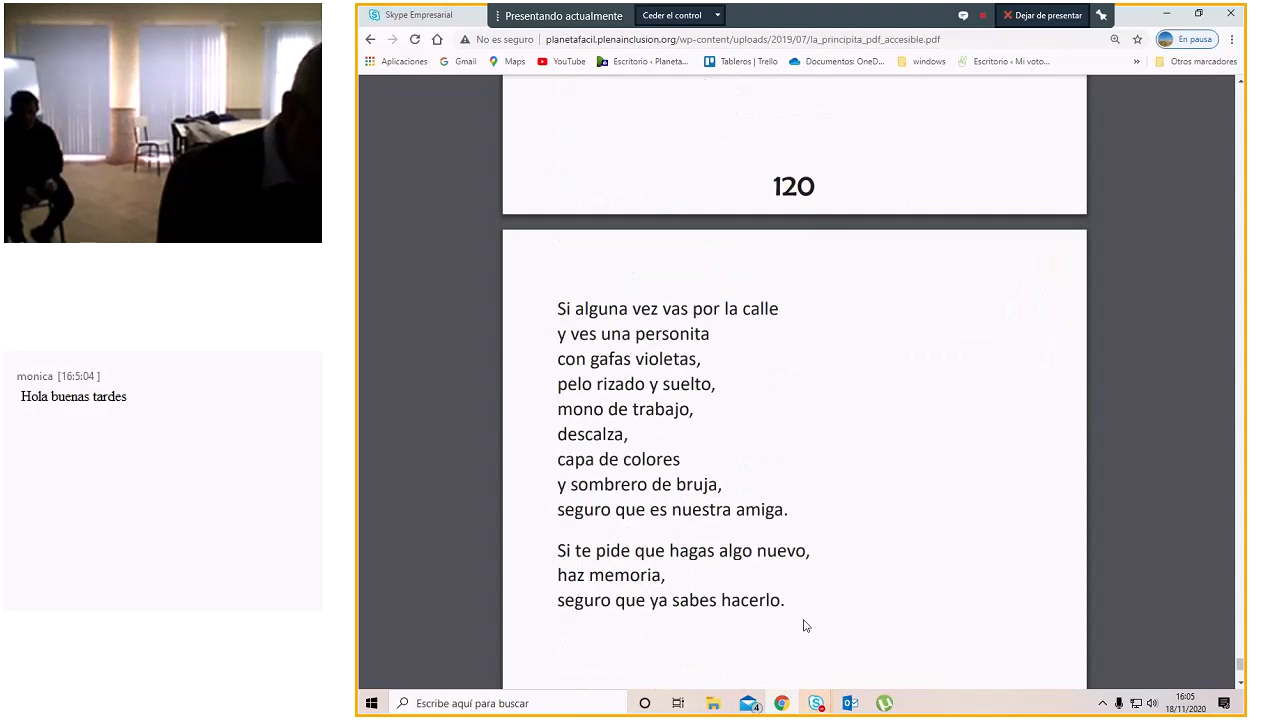 Skype Empresarial
Presentando actualmente
Ceder el control
Dejar de presentar
No es seguro
planetafacil.plenainclusion.org/wp-content/uploads/2019/07/la_principita_pdf_accesible.pdf
En pausa
Aplicaciones
Gmail
Maps
YouTube
Escritorio ‹ Planeta...
Tableros | Trello
Documentos: OneD...
windows
Escritorio ‹ Mi voto...
»
Otros marcadores
120
Si alguna vez vas por la calle
y ves una personita
con gafas violetas,
pelo rizado y suelto,
mono de trabajo,
descalza,
capa de colores
y sombrero de bruja,
seguro que es nuestra amiga.
Si te pide que hagas algo nuevo,
haz memoria,
seguro que ya sabes hacerlo.
monica [16:5:04 ]
Hola buenas tardes
Escribe aquí para buscar
4
16:05
18/11/2020